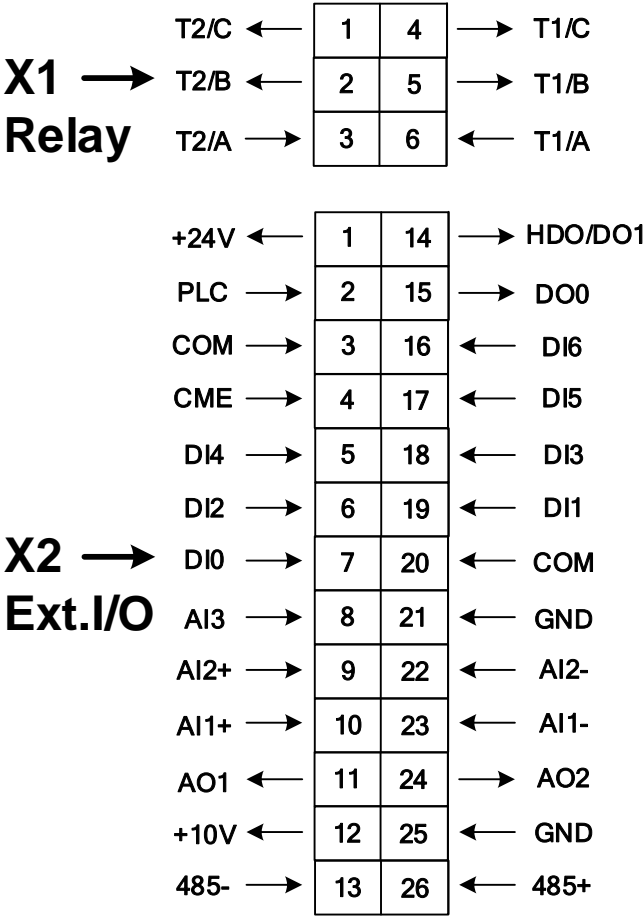 T2/C 1 4 T1/C
X1 T2/B 2 5 T1/B
Relay T2/A 3 6 T1/A
+24V 1 14 HDO/DO1
PLC 2 15 DO0
COM 3 16 DI6
CME 4 17 DI5
DI4 5 18 DI3
DI2 6 19 DI1
X2 DI0 7 20 COM
Ext.I/O AI3 8 21 GND
AI2+ 9 22 AI2-
AI1+ 10 23 AI1-
AO1 11 24 AO2
+10V 12 25 GND
485- 13 26 485+